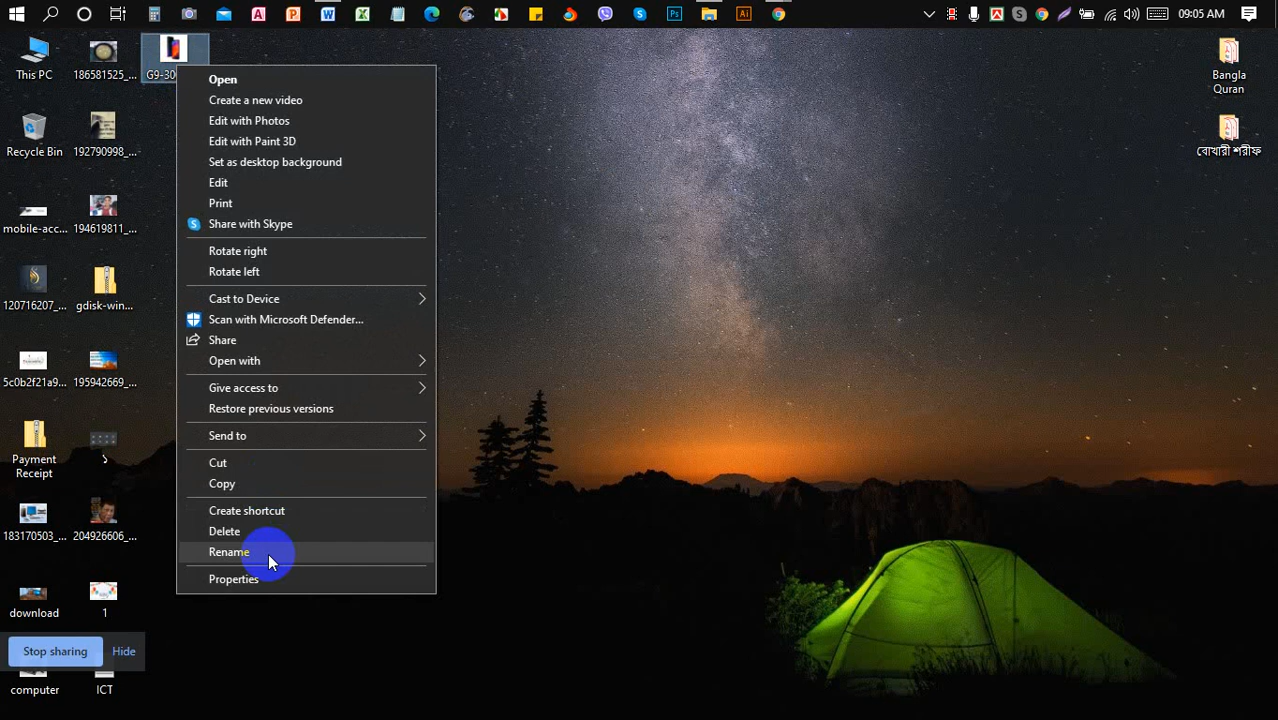 09:05 AM
This PC
186581525_...
G9-30
Bangla
Quran
Open
Create a new video
Edit with Photos
Edit with Paint 3D
Set as desktop background
Edit
Print
Share with Skype
Rotate right
Rotate left
Cast to Device
Scan with Microsoft Defender...
Share
Open with
Give access to
Restore previous versions
Send to
Cut
Copy
Create shortcut
Delete
Rename
Properties
Recycle Bin
192790998_...
বোখারী শরীফ
mobile-acc...
194619811_...
120716207_...
gdisk-win...
5c0b2f21a9...
195942669_...
Payment
Receipt
১
183170503_...
204926606_...
download
1
Stop sharing
Hide
computer
ICT